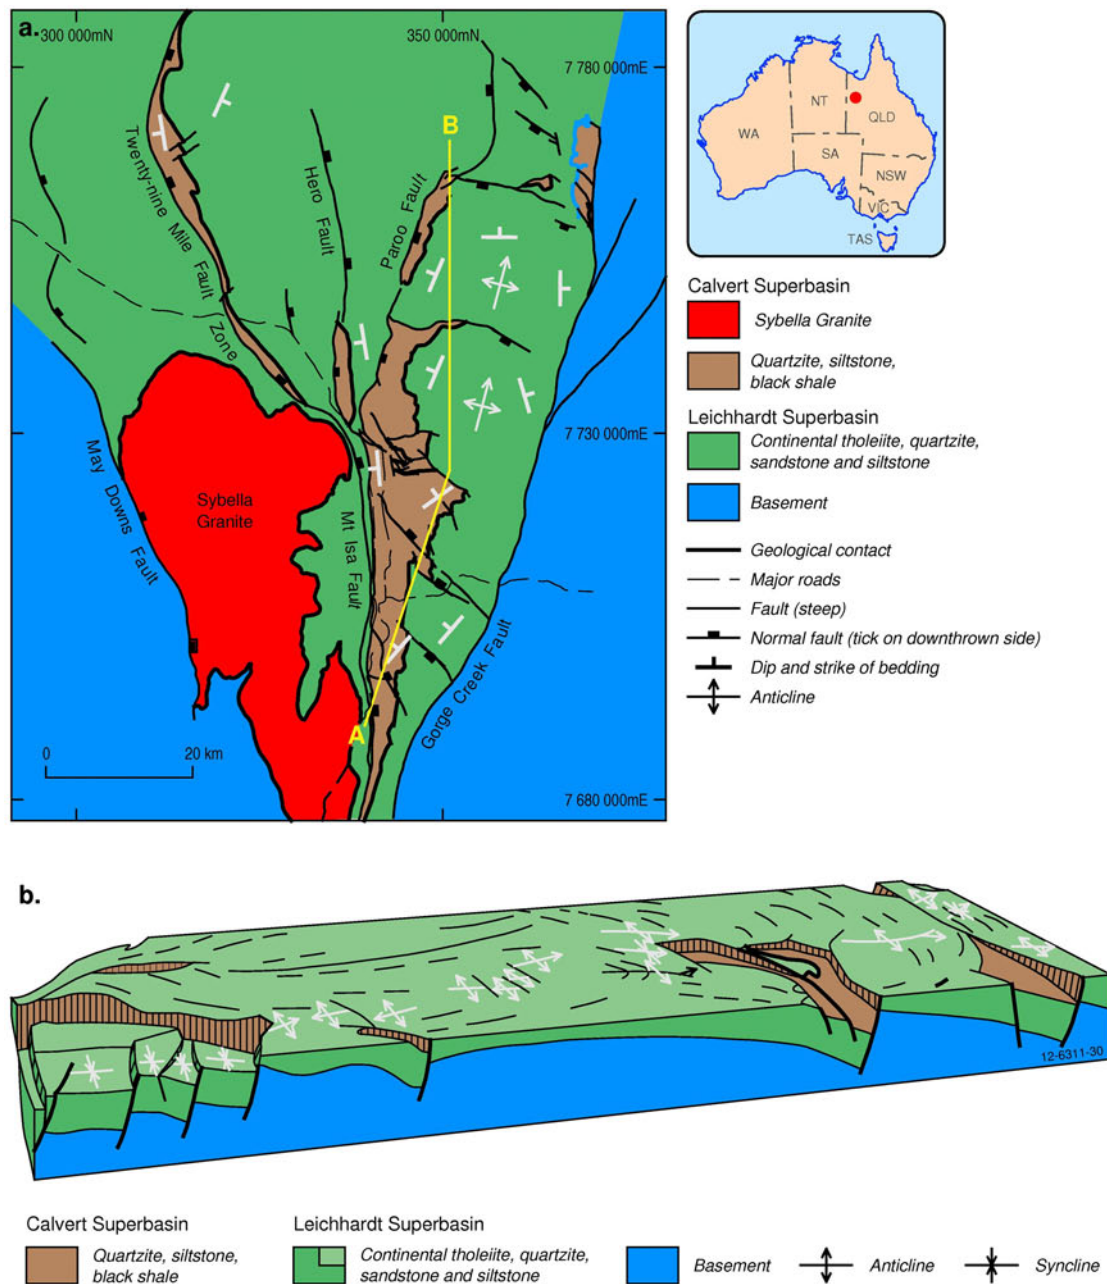 a.
300 000mN
350 000mN
7 780 000mE
B
Twenty-nine Mile Fault
Zone
Hero Fault
Paroo Fault
7 730 000mE
Sybella
Granite
May Downs Fault
Mt Isa Fault
Gorge Creek Fault
A
0
20 km
7 680 000mE
WA
NT
QLD
SA
NSW
VIC
TAS
Calvert Superbasin
Sybella Granite
Quartzite, siltstone,
black shale
Leichhardt Superbasin
Continental tholeiite, quartzite,
sandstone and siltstone
Basement
Geological contact
Major roads
Fault (steep)
Normal fault (tick on downthrown side)
Dip and strike of bedding
Anticline
b.
12-6311-30
Calvert Superbasin
Quartzite, siltstone,
black shale
Leichhardt Superbasin
Continental tholeiite, quartzite,
sandstone and siltstone
Basement
Anticline
Syncline